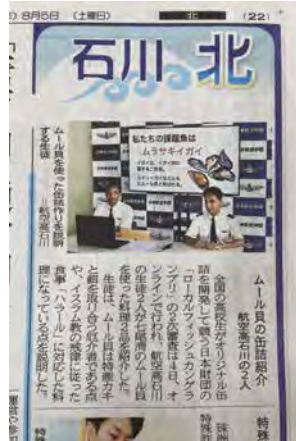 8月5日 (土曜日)
北
(22)
石川 北
私たちの課題魚は
ムラサキイガイ
ムール貝を使った缶詰作りを説明
する生徒 =航空高石川
ムール貝の缶詰紹介
航空高石川の2人
全国の高校生がオリジナル缶
詰を開発して競う日本財団の
「ローカルフィッシュカングラ
ンプリ」の2次審査は4日、オ
ンラインで行われ、航空高石川
の生徒2人が七尾産のムール貝
を使った料理2品を紹介した。
生徒は、ムール貝は特産カキ
と餌を取り合う厄介者である点
や、イスラム教の戒律に従った
食事「ハラール」に対応した料
理になっている点を説明した。